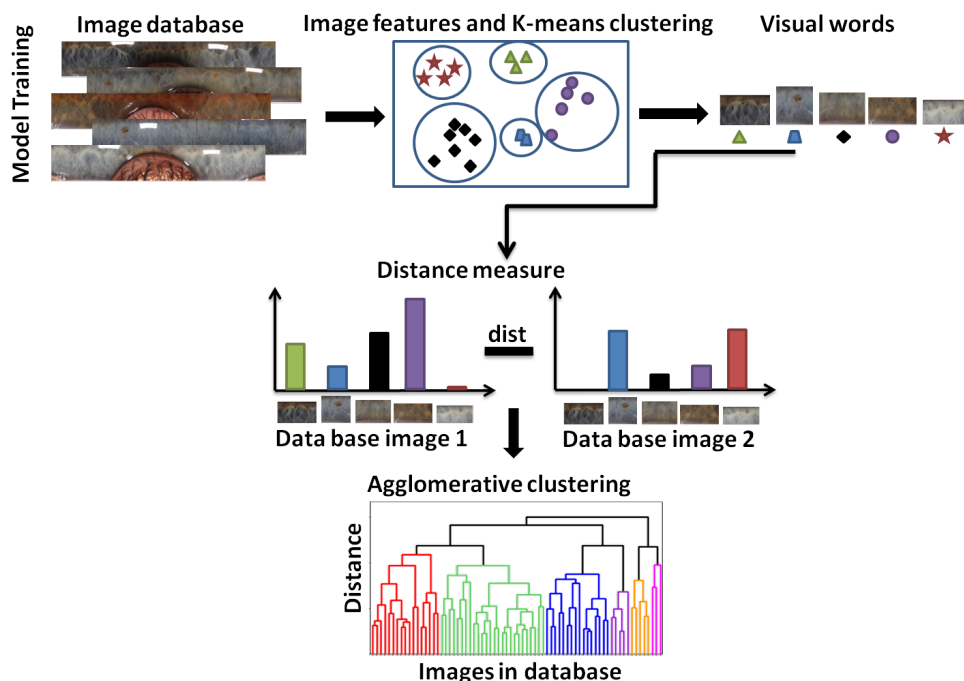 Model Training
Image database
Image features and K-means clustering
Visual words
Distance measure
dist
Data base image 1
Data base image 2
Agglomerative clustering
Distance
Images in database